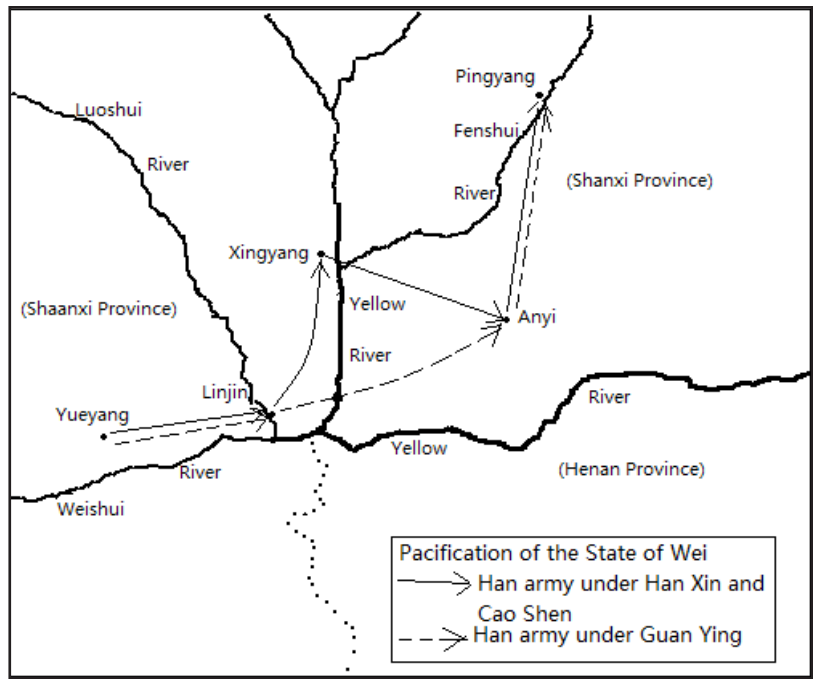 Pingyang
Luoshui
Fenshui
River
River
(Shanxi Province)
Xingyang
Yellow
(Shaanxi Province)
Anyi
River
Linjin
River
Yueyang
Yellow
River
(Henan Province)
Weishui
Pacification of the State of Wei
Han army under Han Xin and
Cao Shen
Han army under Guan Ying